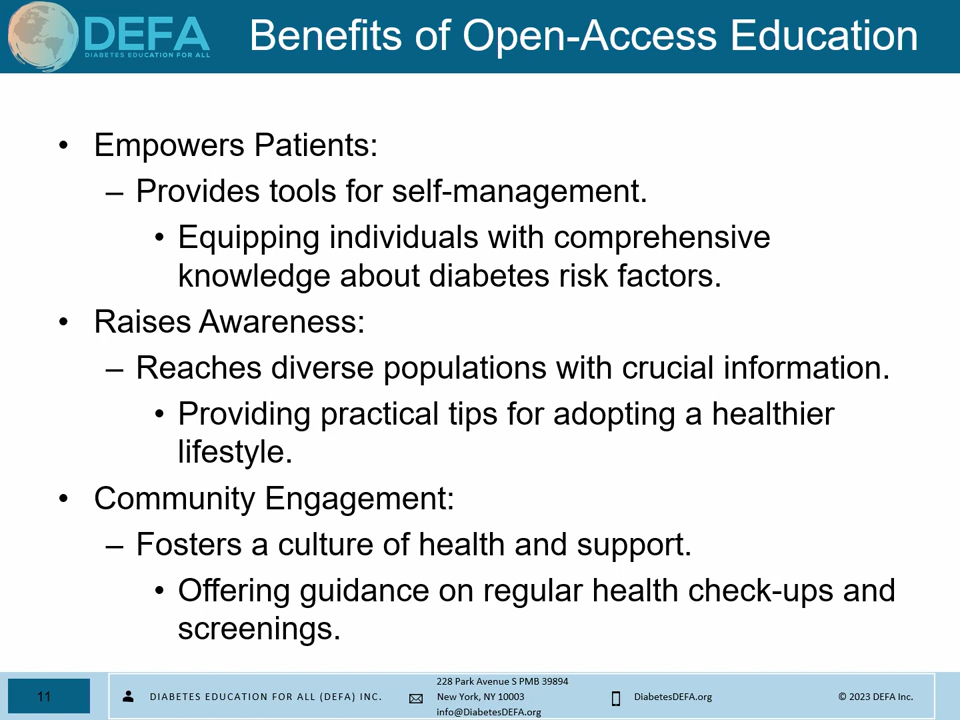 DEFA
DIABETES EDUCATION FOR ALL
Benefits of Open-Access Education
• Empowers Patients:
– Provides tools for self-management.
• Equipping individuals with comprehensive
knowledge about diabetes risk factors.
• Raises Awareness:
– Reaches diverse populations with crucial information.
• Providing practical tips for adopting a healthier
lifestyle.
• Community Engagement:
– Fosters a culture of health and support.
• Offering guidance on regular health check-ups and
screenings.
11
DIABETES EDUCATION FOR ALL (DEFA) INC.
228 Park Avenue S PMB 39894
New York, NY 10003
info@DiabetesDEFA.org
DiabetesDEFA.org
© 2023 DEFA Inc.